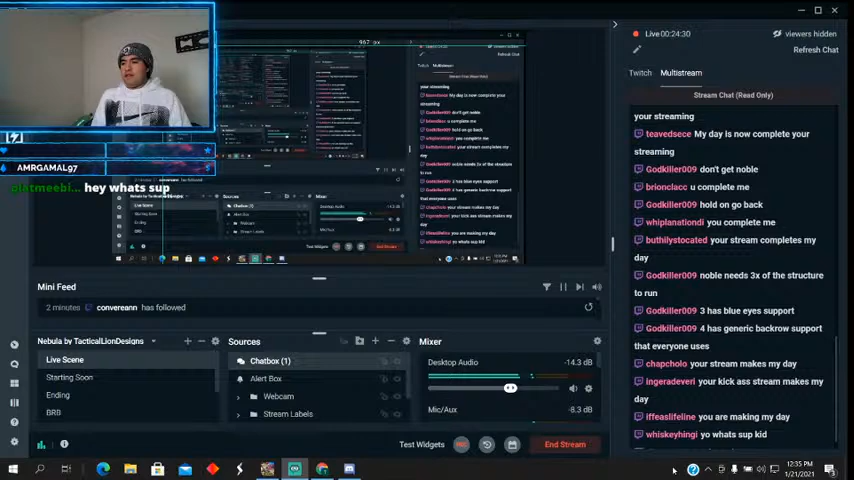 967 px
Live 00:24:30
viewers hidden
Refresh Chat
Twitch Multistream
Stream Chat (Read Only)
your streaming
teavedsece My day is now complete your
streaming
Godkiller009 don't get noble
brionclacc u complete me
Godkiller009 hold on go back
whiplanationdi you complete me
buthilystocated your stream completes my
day
Godkiller009 noble needs 3x of the structure
to run
Godkiller009 3 has blue eyes support
Godkiller009 4 has generic backrow support
that everyone uses
chapcholo your stream makes my day
ingeradeveri your kick ass stream makes my
day
iffeaslifeline you are making my day
whiskeyhingi yo whats sup kid
AMRGAMAL97
olatmeebi... hey whats sup
Mini Feed
2 minutes convereann has followed
Nebula by TacticalLionDesigns
Live Scene
Starting Soon
Ending
BRB
Sources
Chatbox (1)
Alert Box
Webcam
Stream Labels
Mixer
Desktop Audio -14.3 dB
Mic/Aux -8.3 dB
Test Widgets REC End Stream
12:35 PM
1/21/2021